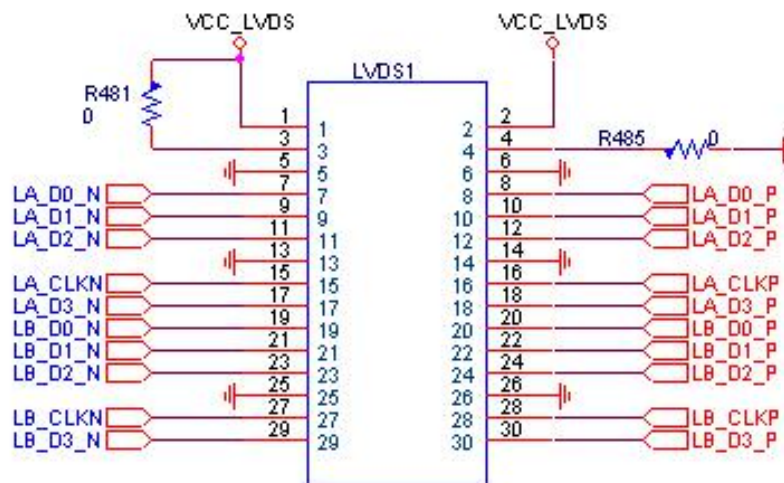 VCC_LVDS VCC_LVDS
LVDS1
R481
0
1 1 2 2
3 3 4 4 R485 0
5 5 6 6
LA_D0_N 7 7 8 8 LA_D0_P
LA_D1_N 9 9 10 10 LA_D1_P
LA_D2_N 11 11 12 12 LA_D2_P
13 13 14 14
LA_CLKN 15 15 16 16 LA_CLKP
LA_D3_N 17 17 18 18 LA_D3_P
LB_D0_N 19 19 20 20 LB_D0_P
LB_D1_N 21 21 22 22 LB_D1_P
LB_D2_N 23 23 24 24 LB_D2_P
25 25 26 26
LB_CLKN 27 27 28 28 LB_CLKP
LB_D3_N 29 29 30 30 LB_D3_P